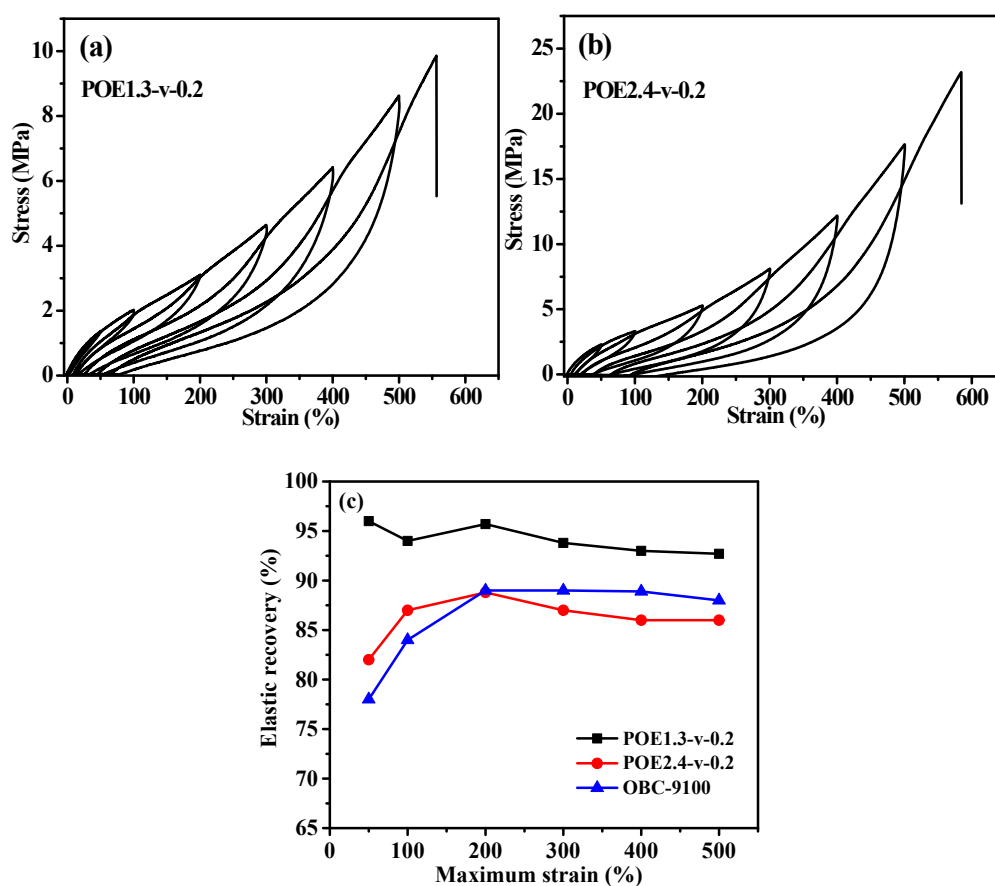 (a)
POE1.3-v-0.2
10
8
6
4
2
0
Stress (MPa)
0 100 200 300 400 500 600
Strain (%)
(b)
POE2.4-v-0.2
25
20
15
10
5
0
Stress (MPa)
0 100 200 300 400 500 600
Strain (%)
(c)
100
95
90
85
80
75
70
65
Elastic recovery (%)
POE1.3-v-0.2
POE2.4-v-0.2
OBC-9100
0 100 200 300 400 500
Maximum strain (%)